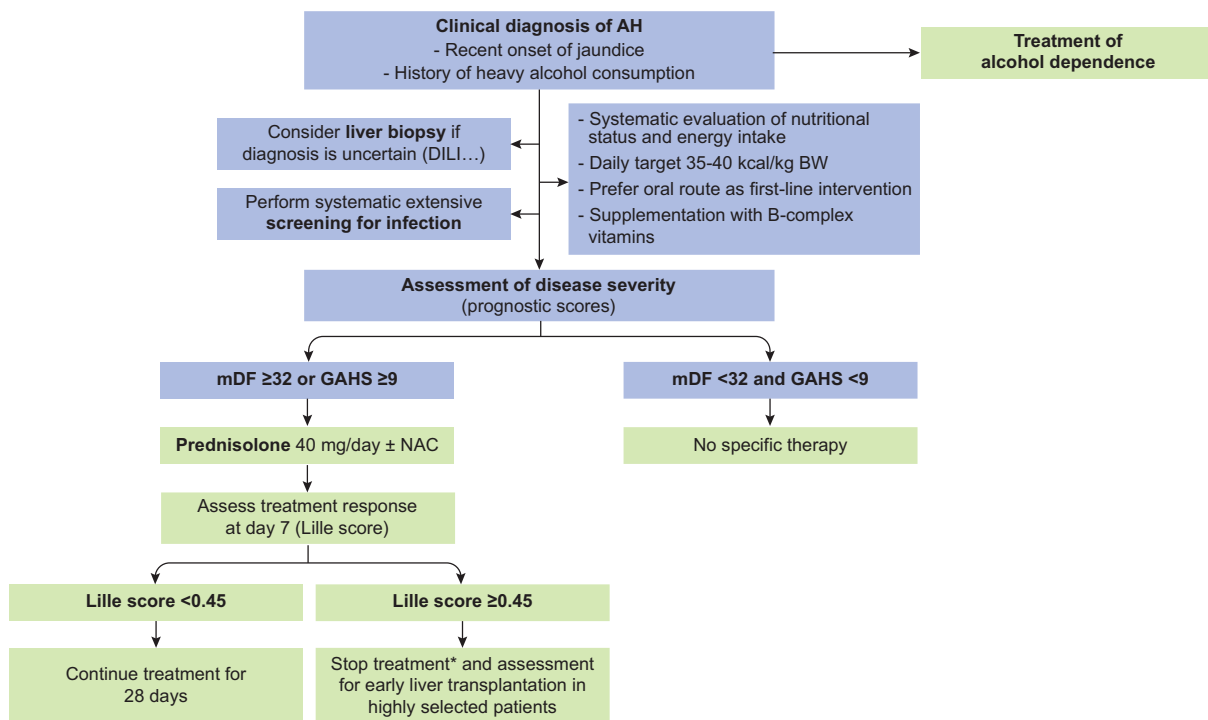 Clinical diagnosis of AH
- Recent onset of jaundice
- History of heavy alcohol consumption
Treatment of
alcohol dependence
Consider liver biopsy if
diagnosis is uncertain (DILI...)
Perform systematic extensive
screening for infection
- Systematic evaluation of nutritional
status and energy intake
- Daily target 35-40 kcal/kg BW
- Prefer oral route as first-line intervention
- Supplementation with B-complex
vitamins
Assessment of disease severity
(prognostic scores)
mDF ≥32 or GAHS ≥9
mDF <32 and GAHS <9
Prednisolone 40 mg/day ± NAC
No specific therapy
Assess treatment response
at day 7 (Lille score)
Lille score <0.45
Lille score ≥0.45
Continue treatment for
28 days
Stop treatment* and assessment
for early liver transplantation in
highly selected patients